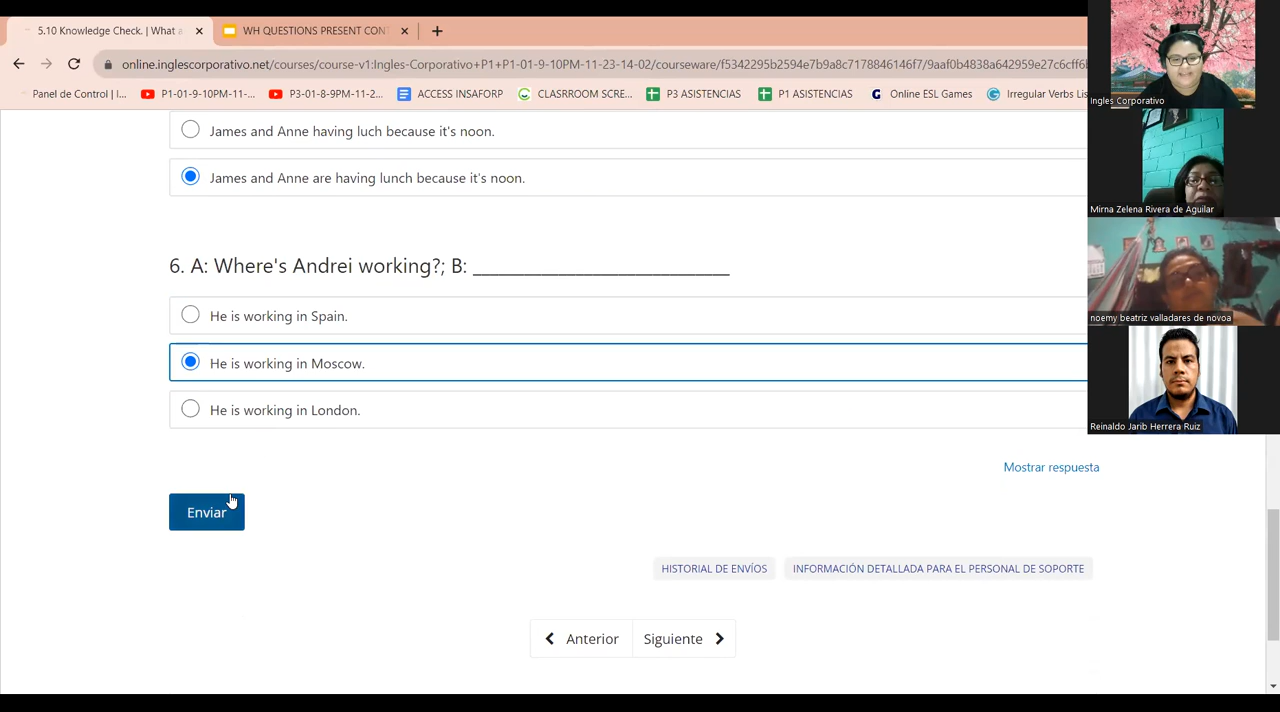 5.10 Knowledge Check. | What a
WH QUESTIONS PRESENT CONT
online.inglescorporativo.net/courses/course-v1:Ingles-Corporativo+P1+P1-01-9-10PM-11-23-14-02/courseware/f5342295b2594e7b9a8c7178846146f7/9aaf0b4838a642959e27c6cff6b
Panel de Control | I...
P1-01-9-10PM-11-...
P3-01-8-9PM-11-2...
ACCESS INSAFORP
CLASRROOM SCRE...
P3 ASISTENCIAS
P1 ASISTENCIAS
Online ESL Games
Irregular Verbs Lis
Ingles Corporativo
James and Anne having luch because it's noon.
James and Anne are having lunch because it's noon.
Mirna Zelena Rivera de Aguilar
6. A: Where's Andrei working?; B: ______________________________
He is working in Spain.
noemy beatriz valladares de novoa
He is working in Moscow.
He is working in London.
Reinaldo Jarib Herrera Ruiz
Mostrar respuesta
Enviar
HISTORIAL DE ENVÍOS
INFORMACIÓN DETALLADA PARA EL PERSONAL DE SOPORTE
Anterior
Siguiente